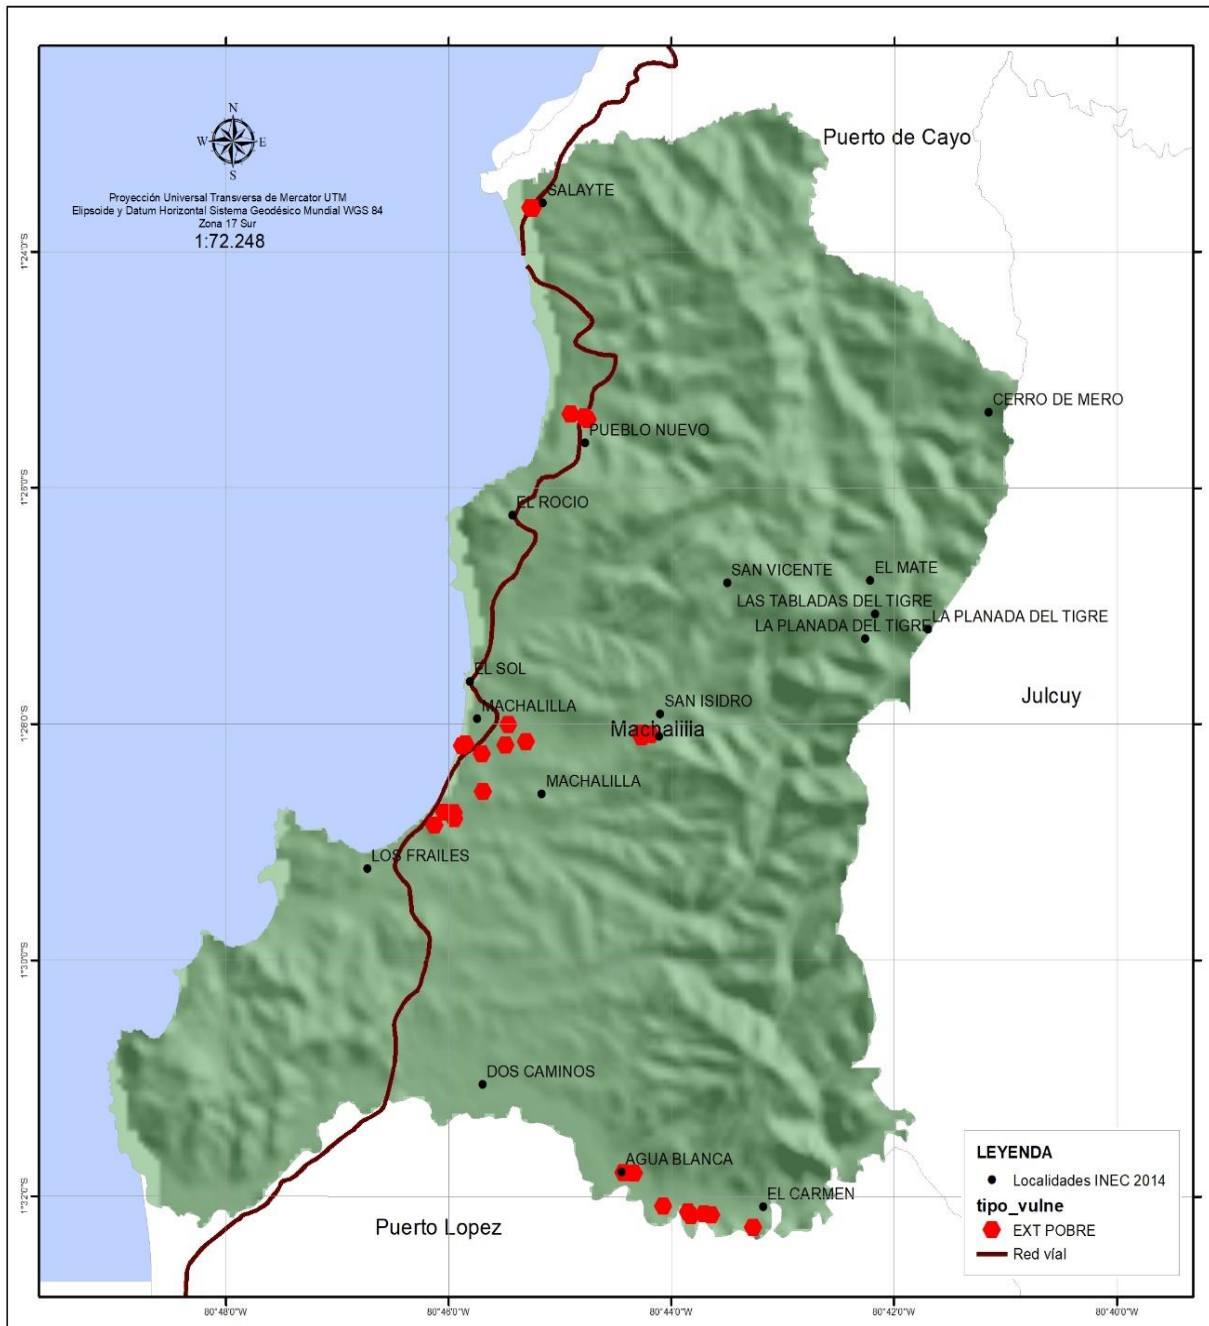 N
W E
S
Proyección Universal Transversa de Mercator UTM
Elipsoide y Datum Horizontal Sistema Geodésico Mundial WGS 84
Zona 17 Sur
1:72.248
Puerto de Cayo
SALAYTE
1°24'0"S
CERRO DE MERO
PUEBLO NUEVO
EL ROCIO
SAN VICENTE
EL MATE
LAS TABLADAS DEL TIGRE
LA PLANADA DEL TIGRE
LA PLANADA DEL TIGRE
EL SOL
MACHALILLA
SAN ISIDRO
Julcuy
1°28'0"S
Machalilla
MACHALILLA
LOS FRAILES
1°30'0"S
DOS CAMINOS
AGUA BLANCA
EL CARMEN
1°32'0"S
Puerto Lopez
LEYENDA
Localidades INEC 2014
tipo_vulne
EXT POBRE
Red víal
80°48'0"W
80°46'0"W
80°44'0"W
80°42'0"W
80°40'0"W